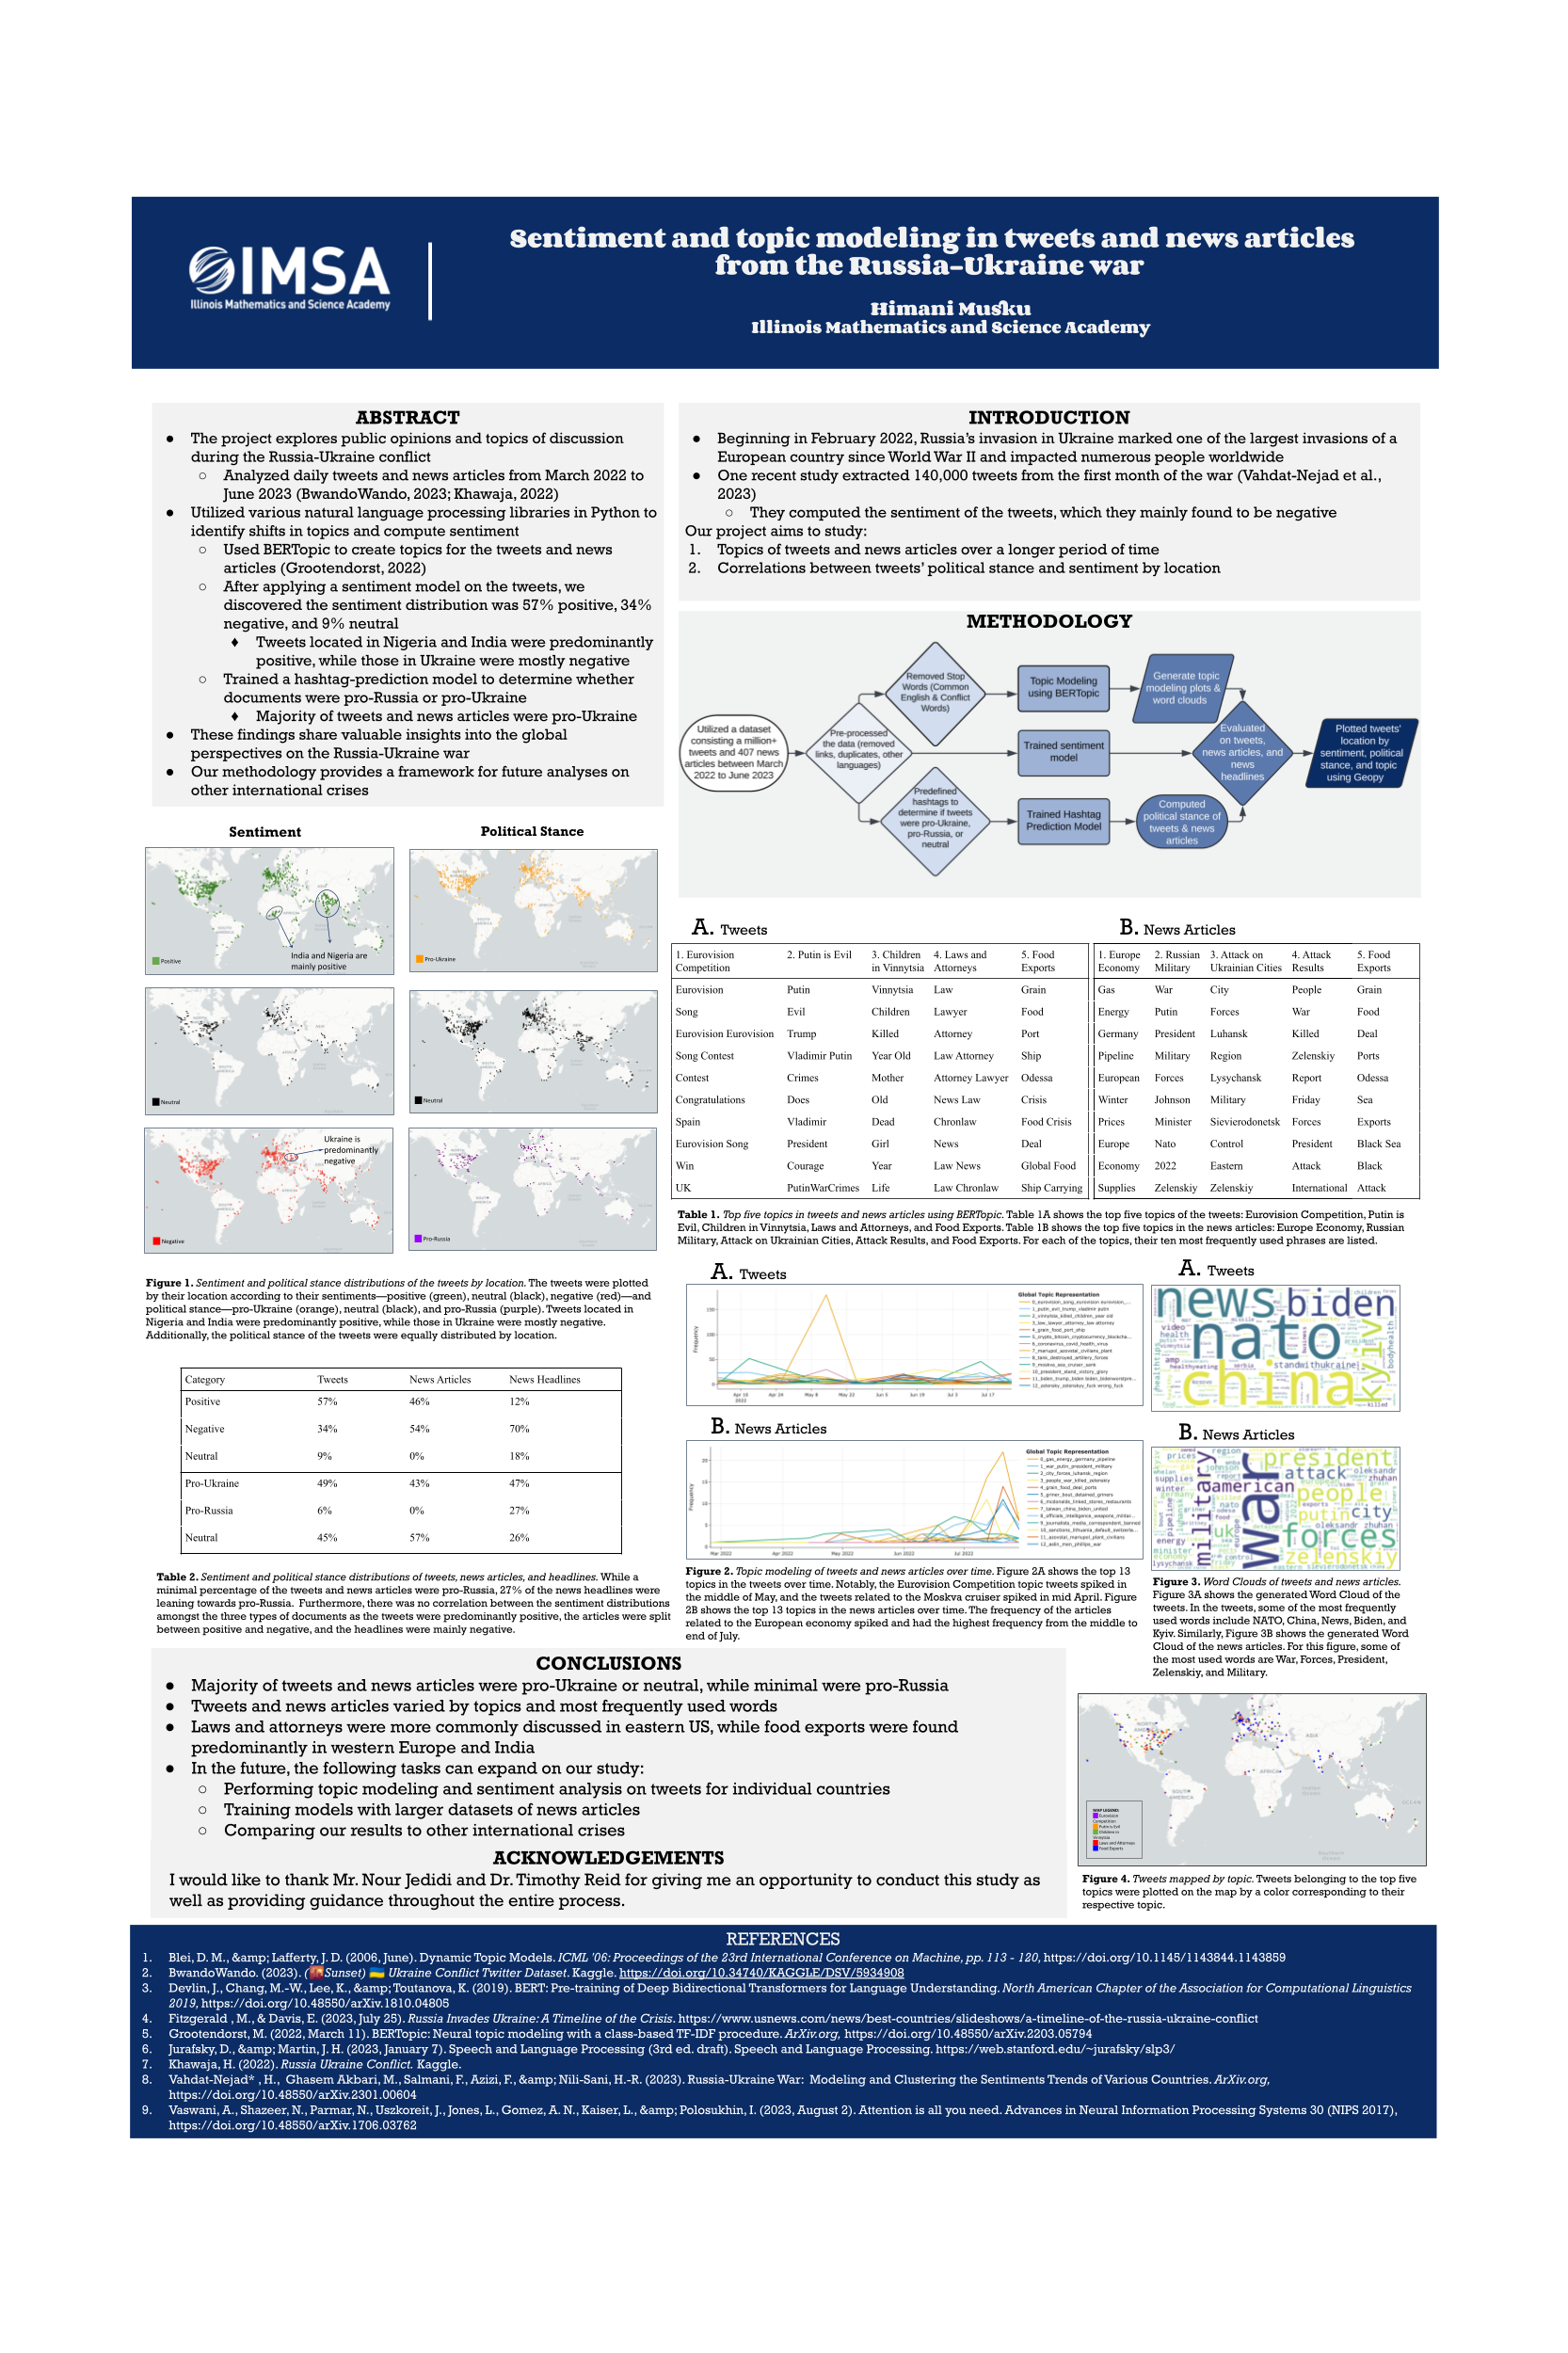 IMSA
Illinois Mathematics and Science Academy
Sentiment and topic modeling in tweets and news articles
from the Russia-Ukraine war
Himani Musku
Illinois Mathematics and Science Academy
ABSTRACT
● The project explores public opinions and topics of discussion
during the Russia-Ukraine conflict
○ Analyzed daily tweets and news articles from March 2022 to
June 2023 (BwandoWando, 2023; Khawaja, 2022)
● Utilized various natural language processing libraries in Python to
identify shifts in topics and compute sentiment
○ Used BERTopic to create topics for the tweets and news
articles (Grootendorst, 2022)
○ After applying a sentiment model on the tweets, we
discovered the sentiment distribution was 57% positive, 34%
negative, and 9% neutral
♦ Tweets located in Nigeria and India were predominantly
positive, while those in Ukraine were mostly negative
○ Trained a hashtag-prediction model to determine whether
documents were pro-Russia or pro-Ukraine
♦ Majority of tweets and news articles were pro-Ukraine
● These findings share valuable insights into the global
perspectives on the Russia-Ukraine war
● Our methodology provides a framework for future analyses on
other international crises
INTRODUCTION
● Beginning in February 2022, Russia's invasion in Ukraine marked one of the largest invasions of a
European country since World War II and impacted numerous people worldwide
● One recent study extracted 140,000 tweets from the first month of the war (Vahdat-Nejad et al.,
2023)
○ They computed the sentiment of the tweets, which they mainly found to be negative
Our project aims to study:
1. Topics of tweets and news articles over a longer period of time
2. Correlations between tweets' political stance and sentiment by location
METHODOLOGY
Utilized a dataset
consisting a million+
tweets and 407 news
articles between March
2022 to June 2023
Pre-processed
the data (removed
links, duplicates, other
languages)
Removed Stop
Words (Common
English & Conflict
Words)
Topic Modeling
using BERTopic
Generate topic
modeling plots &
word clouds
Trained sentiment
model
Predefined
hashtags to
determine if tweets
were pro-Ukraine,
pro-Russia, or
neutral
Trained Hashtag
Prediction Model
Computed
political stance of
tweets & news
articles
Evaluated
on tweets,
news articles, and
news
headlines
Plotted tweets'
location by
sentiment, political
stance, and topic
using Geopy
Sentiment
Political Stance
India and Nigeria are
mainly positive
Positive
Pro-Ukraine
Neutral
Neutral
Ukraine is
predominantly
negative
Negative
Pro-Russia
Figure 1. Sentiment and political stance distributions of the tweets by location. The tweets were plotted
by their location according to their sentiments—positive (green), neutral (black), negative (red)—and
political stance—pro-Ukraine (orange), neutral (black), and pro-Russia (purple). Tweets located in
Nigeria and India were predominantly positive, while those in Ukraine were mostly negative.
Additionally, the political stance of the tweets were equally distributed by location.
Category Tweets News Articles News Headlines
Positive 57% 46% 12%
Negative 34% 54% 70%
Neutral 9% 0% 18%
Pro-Ukraine 49% 43% 47%
Pro-Russia 6% 0% 27%
Neutral 45% 57% 26%
Table 2. Sentiment and political stance distributions of tweets, news articles, and headlines. While a
minimal percentage of the tweets and news articles were pro-Russia, 27% of the news headlines were
leaning towards pro-Russia. Furthermore, there was no correlation between the sentiment distributions
amongst the three types of documents as the tweets were predominantly positive, the articles were split
between positive and negative, and the headlines were mainly negative.
A. Tweets
1. Eurovision Competition 2. Putin is Evil 3. Children in Vinnytsia 4. Laws and Attorneys 5. Food Exports
Eurovision Putin Vinnytsia Law Grain
Song Evil Children Lawyer Food
Eurovision Eurovision Trump Killed Attorney Port
Song Contest Vladimir Putin Year Old Law Attorney Ship
Contest Crimes Mother Attorney Lawyer Odessa
Congratulations Does Old News Law Crisis
Spain Vladimir Dead Chronlaw Food Crisis
Eurovision Song President Girl News Deal
Win Courage Year Law News Global Food
UK PutinWarCrimes Life Law Chronlaw Ship Carrying
B. News Articles
1. Europe Economy 2. Russian Military 3. Attack on Ukrainian Cities 4. Attack Results 5. Food Exports
Gas War City People Grain
Energy Putin Forces War Food
Germany President Luhansk Killed Deal
Pipeline Military Region Zelenskiy Ports
European Forces Lysychansk Report Odessa
Winter Johnson Military Friday Sea
Prices Minister Sievierodonetsk Forces Exports
Europe Nato Control President Black Sea
Economy 2022 Eastern Attack Black
Supplies Zelenskiy Zelenskiy International Attack
Table 1. Top five topics in tweets and news articles using BERTopic. Table 1A shows the top five topics of the tweets: Eurovision Competition, Putin is
Evil, Children in Vinnytsia, Laws and Attorneys, and Food Exports. Table 1B shows the top five topics in the news articles: Europe Economy, Russian
Military, Attack on Ukrainian Cities, Attack Results, and Food Exports. For each of the topics, their ten most frequently used phrases are listed.
A. Tweets
Global Topic Representation
Frequency
B. News Articles
Global Topic Representation
Frequency
Mar 2022 Apr 2022 May 2022 Jun 2022 Jul 2022
Figure 2. Topic modeling of tweets and news articles over time. Figure 2A shows the top 13
topics in the tweets over time. Notably, the Eurovision Competition topic tweets spiked in
the middle of May, and the tweets related to the Moskva cruiser spiked in mid April. Figure
2B shows the top 13 topics in the news articles over time. The frequency of the articles
related to the European economy spiked and had the highest frequency from the middle to
end of July.
A. Tweets
news biden
nato
china
kyiv
standwithukraine
B. News Articles
war
military
president
attack
american
people
putin
city
uk
forces
zelenskiy
Figure 3. Word Clouds of tweets and news articles.
Figure 3A shows the generated Word Cloud of the
tweets. In the tweets, some of the most frequently
used words include NATO, China, News, Biden, and
Kyiv. Similarly, Figure 3B shows the generated Word
Cloud of the news articles. For this figure, some of
the most used words are War, Forces, President,
Zelenskiy, and Military.
Figure 4. Tweets mapped by topic. Tweets belonging to the top five
topics were plotted on the map by a color corresponding to their
respective topic.
CONCLUSIONS
● Majority of tweets and news articles were pro-Ukraine or neutral, while minimal were pro-Russia
● Tweets and news articles varied by topics and most frequently used words
● Laws and attorneys were more commonly discussed in eastern US, while food exports were found
predominantly in western Europe and India
● In the future, the following tasks can expand on our study:
○ Performing topic modeling and sentiment analysis on tweets for individual countries
○ Training models with larger datasets of news articles
○ Comparing our results to other international crises
ACKNOWLEDGEMENTS
I would like to thank Mr. Nour Jedidi and Dr. Timothy Reid for giving me an opportunity to conduct this study as
well as providing guidance throughout the entire process.
REFERENCES
1. Blei, D. M., &amp; Lafferty, J. D. (2006, June). Dynamic Topic Models. ICML '06: Proceedings of the 23rd International Conference on Machine, pp. 113 - 120, https://doi.org/10.1145/1143844.1143859
2. BwandoWando. (2023). (🌇Sunset) 🇺🇦 Ukraine Conflict Twitter Dataset. Kaggle. https://doi.org/10.34740/KAGGLE/DSV/5934908
3. Devlin, J., Chang, M.-W., Lee, K., &amp; Toutanova, K. (2019). BERT: Pre-training of Deep Bidirectional Transformers for Language Understanding. North American Chapter of the Association for Computational Linguistics
2019, https://doi.org/10.48550/arXiv.1810.04805
4. Fitzgerald , M., & Davis, E. (2023, July 25). Russia Invades Ukraine: A Timeline of the Crisis. https://www.usnews.com/news/best-countries/slideshows/a-timeline-of-the-russia-ukraine-conflict
5. Grootendorst, M. (2022, March 11). BERTopic: Neural topic modeling with a class-based TF-IDF procedure. ArXiv.org, https://doi.org/10.48550/arXiv.2203.05794
6. Jurafsky, D., &amp; Martin, J. H. (2023, January 7). Speech and Language Processing (3rd ed. draft). Speech and Language Processing. https://web.stanford.edu/~jurafsky/slp3/
7. Khawaja, H. (2022). Russia Ukraine Conflict. Kaggle.
8. Vahdat-Nejad* , H., Ghasem Akbari, M., Salmani, F., Azizi, F., &amp; Nili-Sani, H.-R. (2023). Russia-Ukraine War: Modeling and Clustering the Sentiments Trends of Various Countries. ArXiv.org,
https://doi.org/10.48550/arXiv.2301.00604
9. Vaswani, A., Shazeer, N., Parmar, N., Uszkoreit, J., Jones, L., Gomez, A. N., Kaiser, L., &amp; Polosukhin, I. (2023, August 2). Attention is all you need. Advances in Neural Information Processing Systems 30 (NIPS 2017),
https://doi.org/10.48550/arXiv.1706.03762